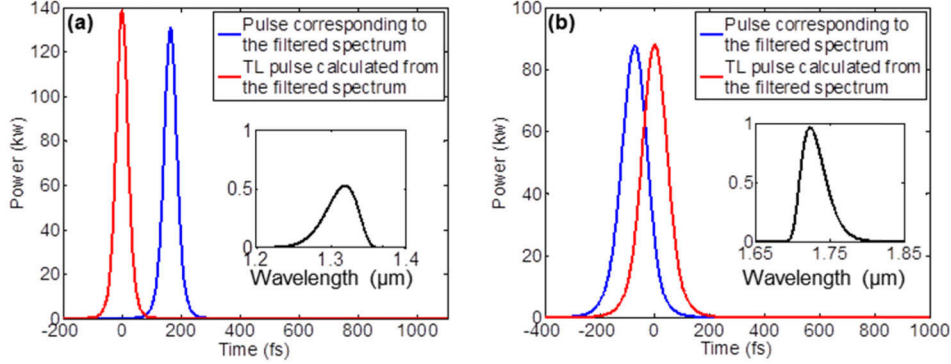 (a)
Pulse corresponding to
the filtered spectrum
TL pulse calculated from
the filtered spectrum
140
120
100
80
60
40
20
0
Power (kw)
-200 0 200 400 600 800 1000
Time (fs)
1
0.5
0
1.2 1.3 1.4
Wavelength (µm)
(b)
Pulse corresponding to
the filtered spectrum
TL pulse calculated from
the filtered spectrum
100
80
60
40
20
0
Power (kw)
-400 -200 0 200 400 600 800 1000
Time (fs)
1
0.5
0
1.65 1.75 1.85
Wavelength (µm)